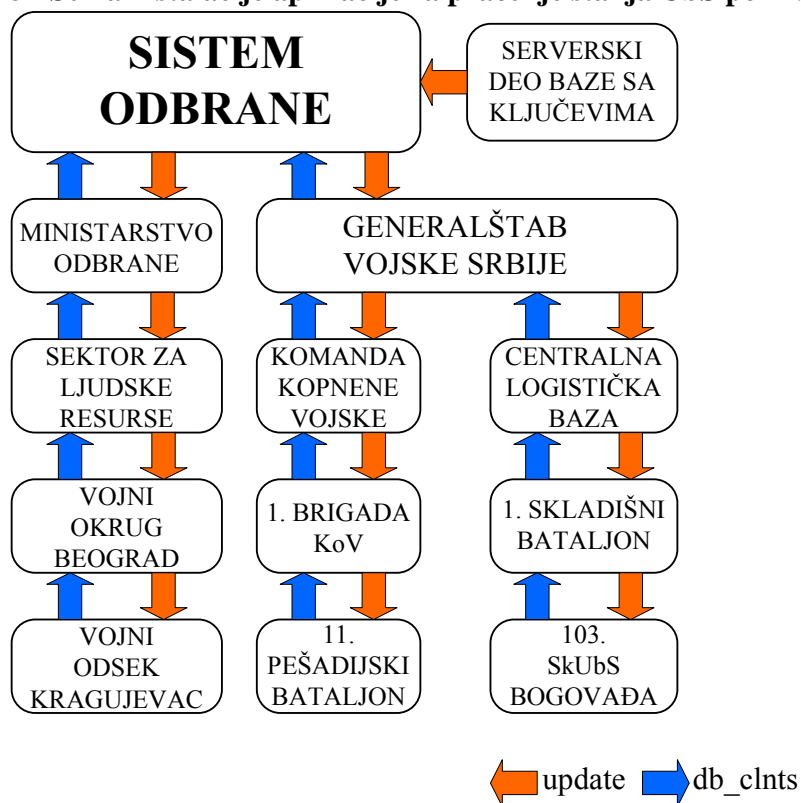 SISTEM
ODBRANE
SERVERSKI
DEO BAZE SA
KLJUČEVIMA
MINISTARSTVO
ODBRANE
GENERALŠTAB
VOJSKE SRBIJE
SEKTOR ZA
LJUDSKE
RESURSE
KOMANDA
KOPNENE
VOJSKE
CENTRALNA
LOGISTIČKA
BAZA
VOJNI
OKRUG
BEOGRAD
1. BRIGADA
KoV
1. SKLADIŠNI
BATALJON
VOJNI
ODSEK
KRAGUJEVAC
11.
PEŠADIJSKI
BATALJON
103.
SkUbS
BOGOVAĐA
update
db_clnts